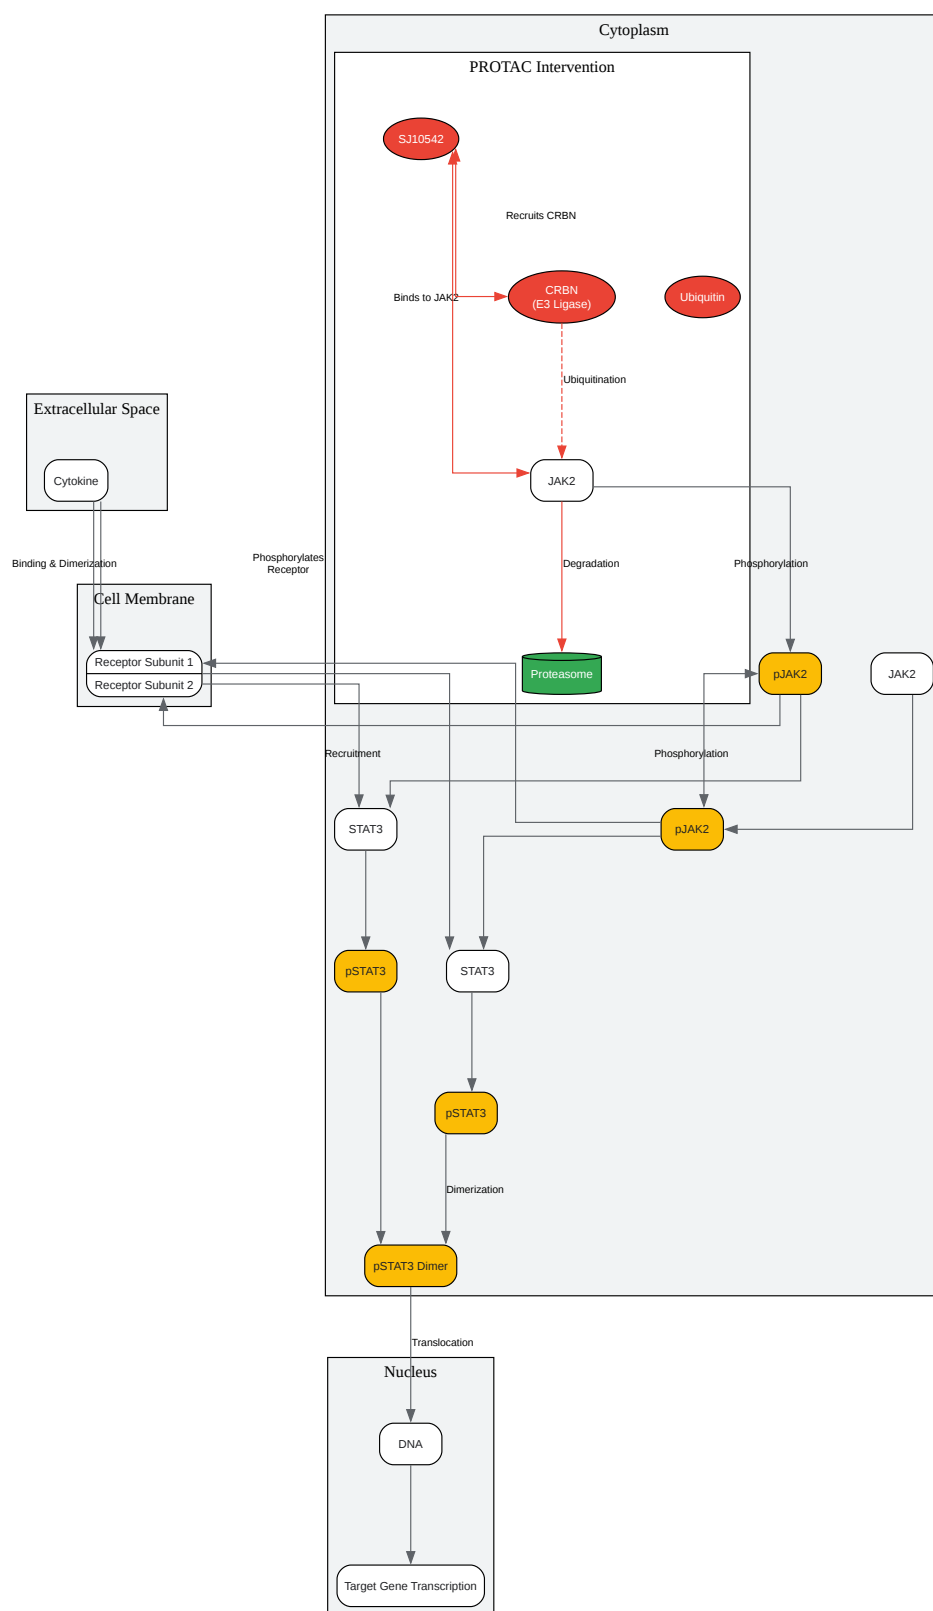 Cytoplasm
PROTAC Intervention
SJ10542
Recruits CRBN
CRBN
(E3 Ligase)
Ubiquitin
Binds to JAK2
Ubiquitination
Extracellular Space
Cytokine
JAK2
Binding & Dimerization
Phosphorylates
Receptor
Degradation
Phosphorylation
Cell Membrane
Receptor Subunit 1
Receptor Subunit 2
Proteasome
pJAK2
JAK2
Recruitment
Phosphorylation
STAT3
pJAK2
pSTAT3
STAT3
pSTAT3
Dimerization
pSTAT3 Dimer
Translocation
Nucleus
DNA
Target Gene Transcription